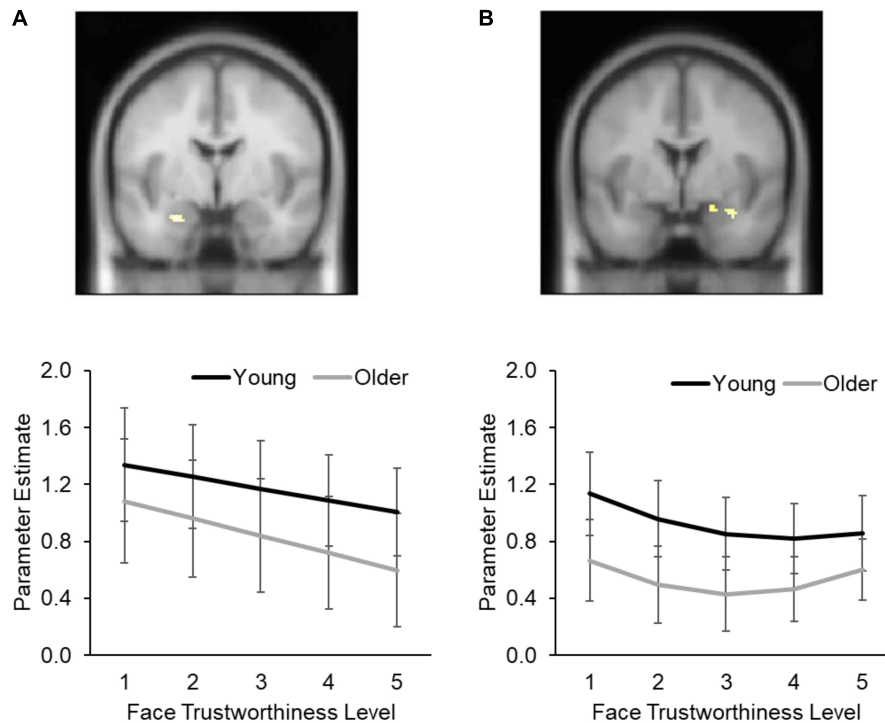 A
B
2.0
1.6
1.2
0.8
0.4
0.0
Parameter Estimate
Young Older
1 2 3 4 5
Face Trustworthiness Level
2.0
1.6
1.2
0.8
0.4
0.0
Parameter Estimate
Young Older
1 2 3 4 5
Face Trustworthiness Level